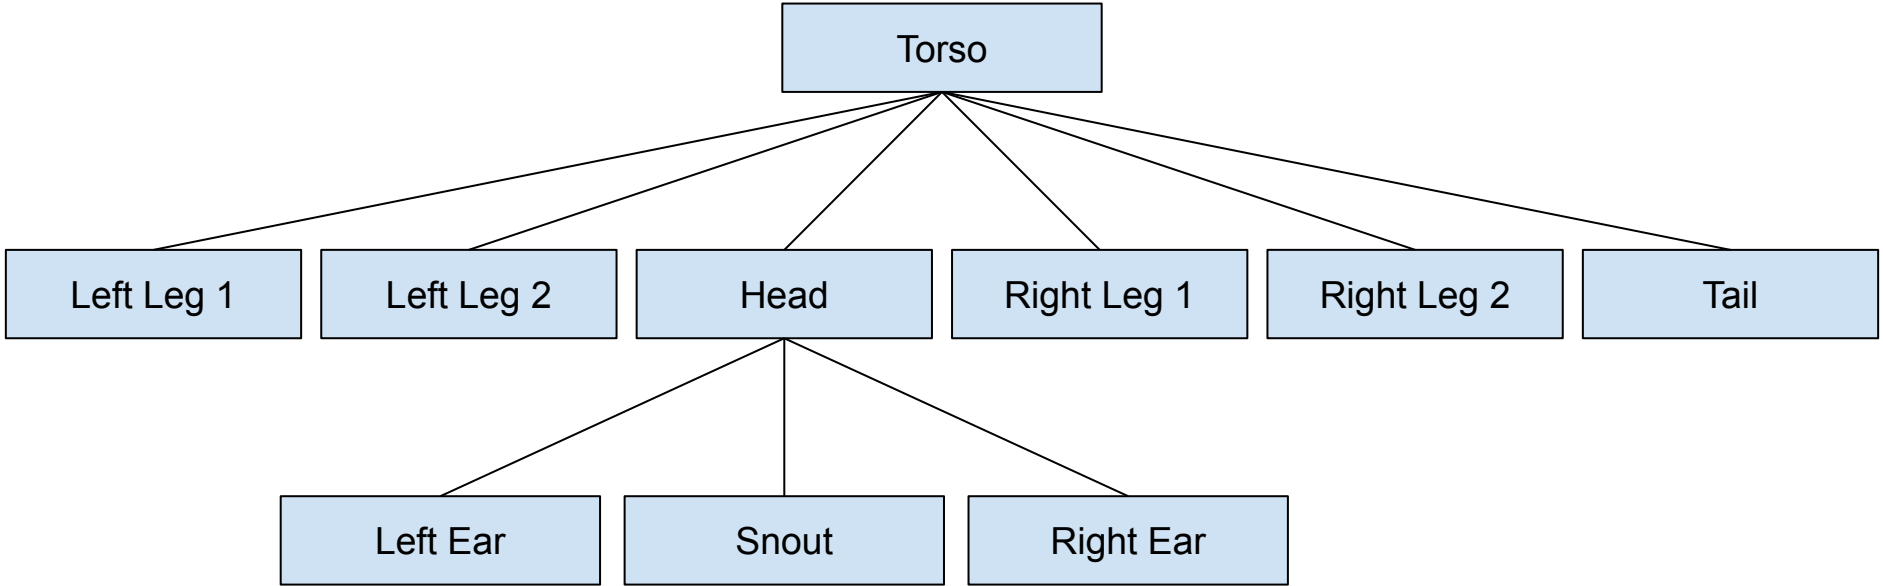 Torso
Left Leg 1
Left Leg 2
Head
Right Leg 1
Right Leg 2
Tail
Left Ear
Snout
Right Ear